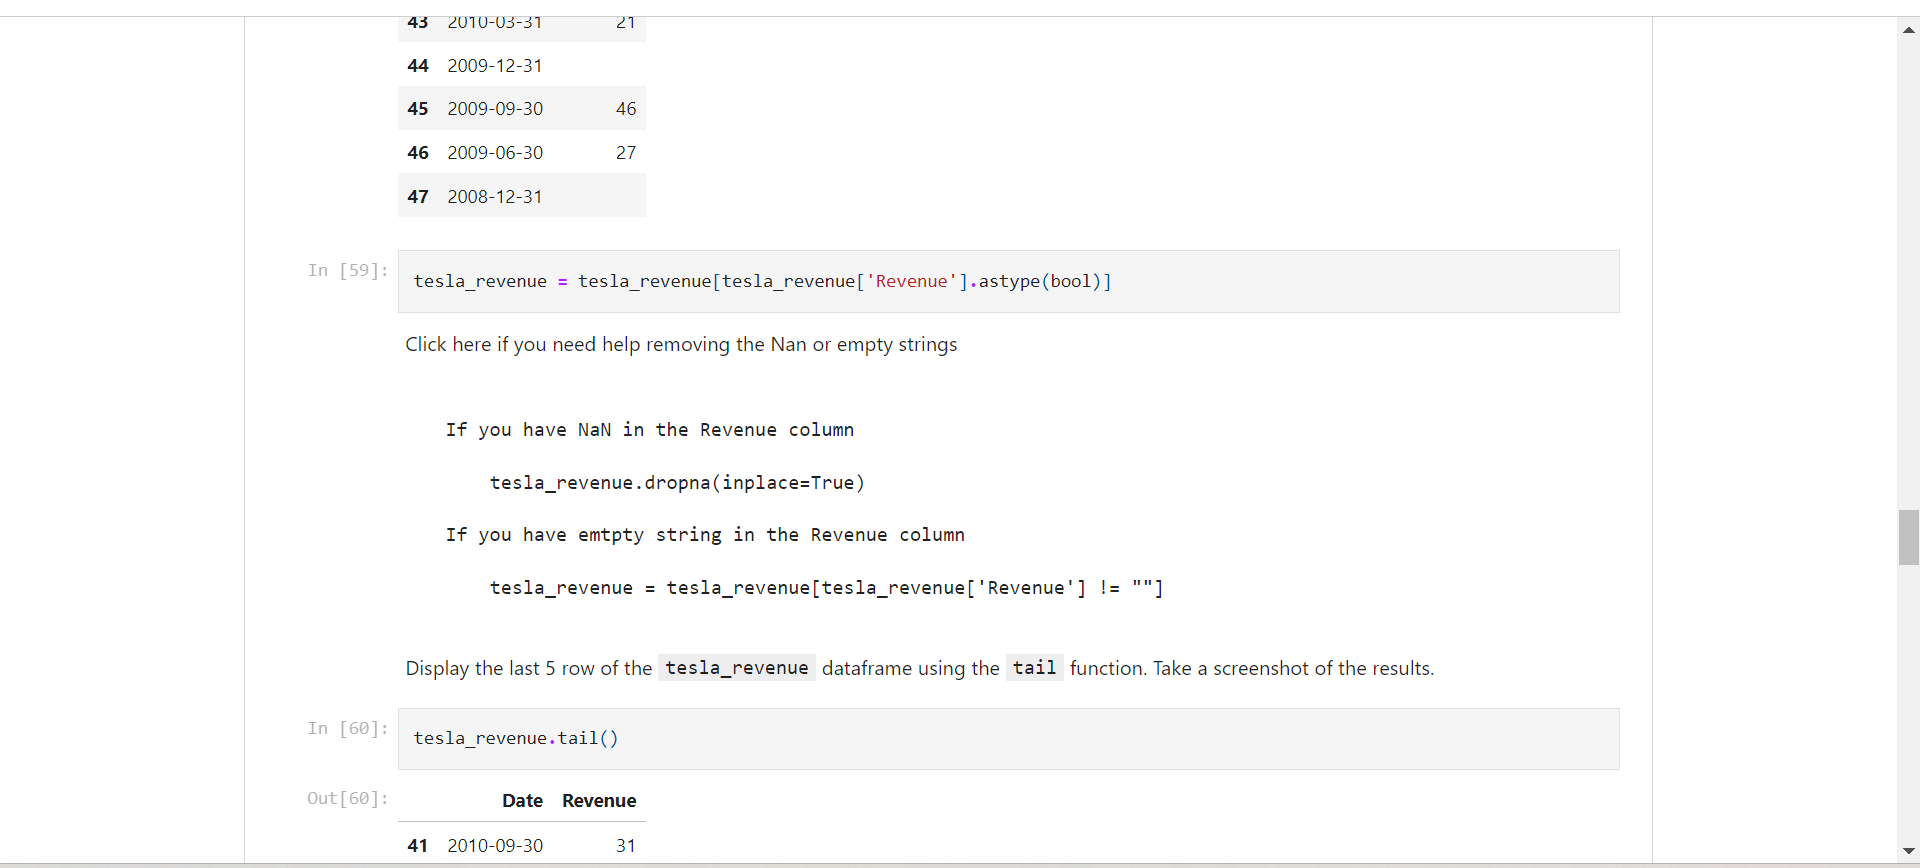 43 2010-03-31 21
44 2009-12-31
45 2009-09-30 46
46 2009-06-30 27
47 2008-12-31
In [59]: tesla_revenue = tesla_revenue[tesla_revenue['Revenue'].astype(bool)]
Click here if you need help removing the Nan or empty strings
If you have NaN in the Revenue column
tesla_revenue.dropna(inplace=True)
If you have emtpty string in the Revenue column
tesla_revenue = tesla_revenue[tesla_revenue['Revenue'] != ""]
Display the last 5 row of the tesla_revenue dataframe using the tail function. Take a screenshot of the results.
In [60]: tesla_revenue.tail()
Out[60]: Date Revenue
41 2010-09-30 31